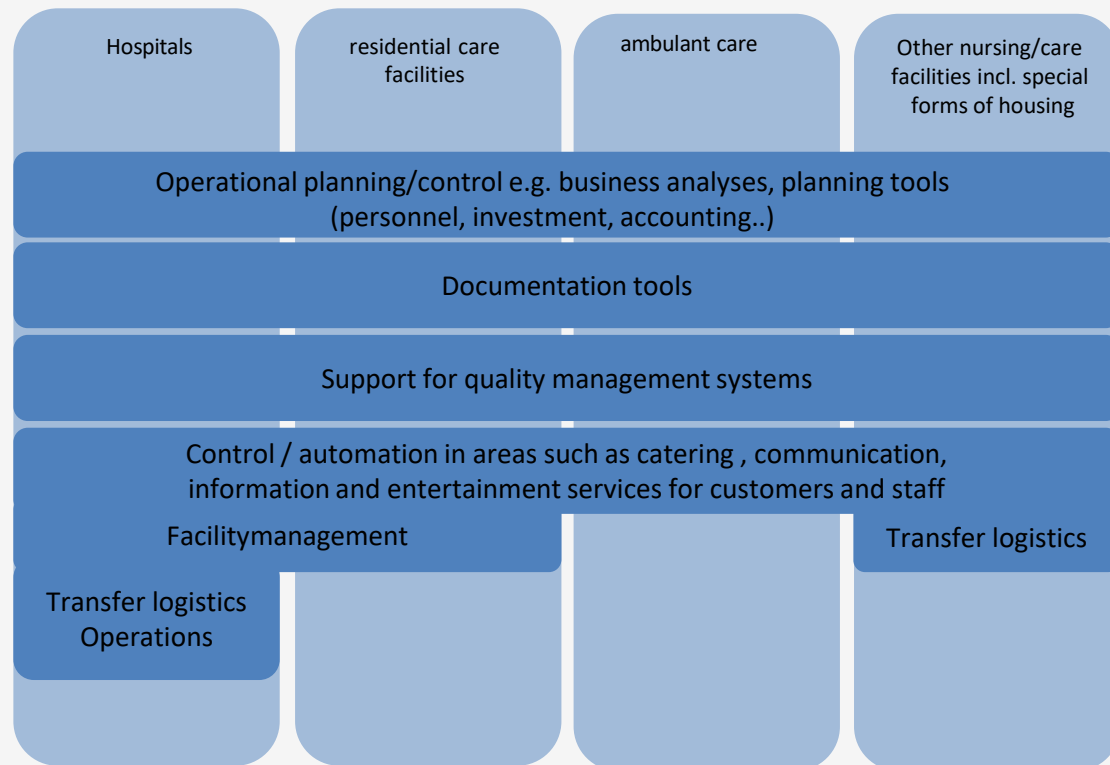 Hospitals
residential care
facilities
ambulant care
Other nursing/care
facilities incl. special
forms of housing
Operational planning/control e.g. business analyses, planning tools
(personnel, investment, accounting..)
Documentation tools
Support for quality management systems
Control / automation in areas such as catering , communication,
information and entertainment services for customers and staff
Facilitymanagement
Transfer logistics
Transfer logistics
Operations